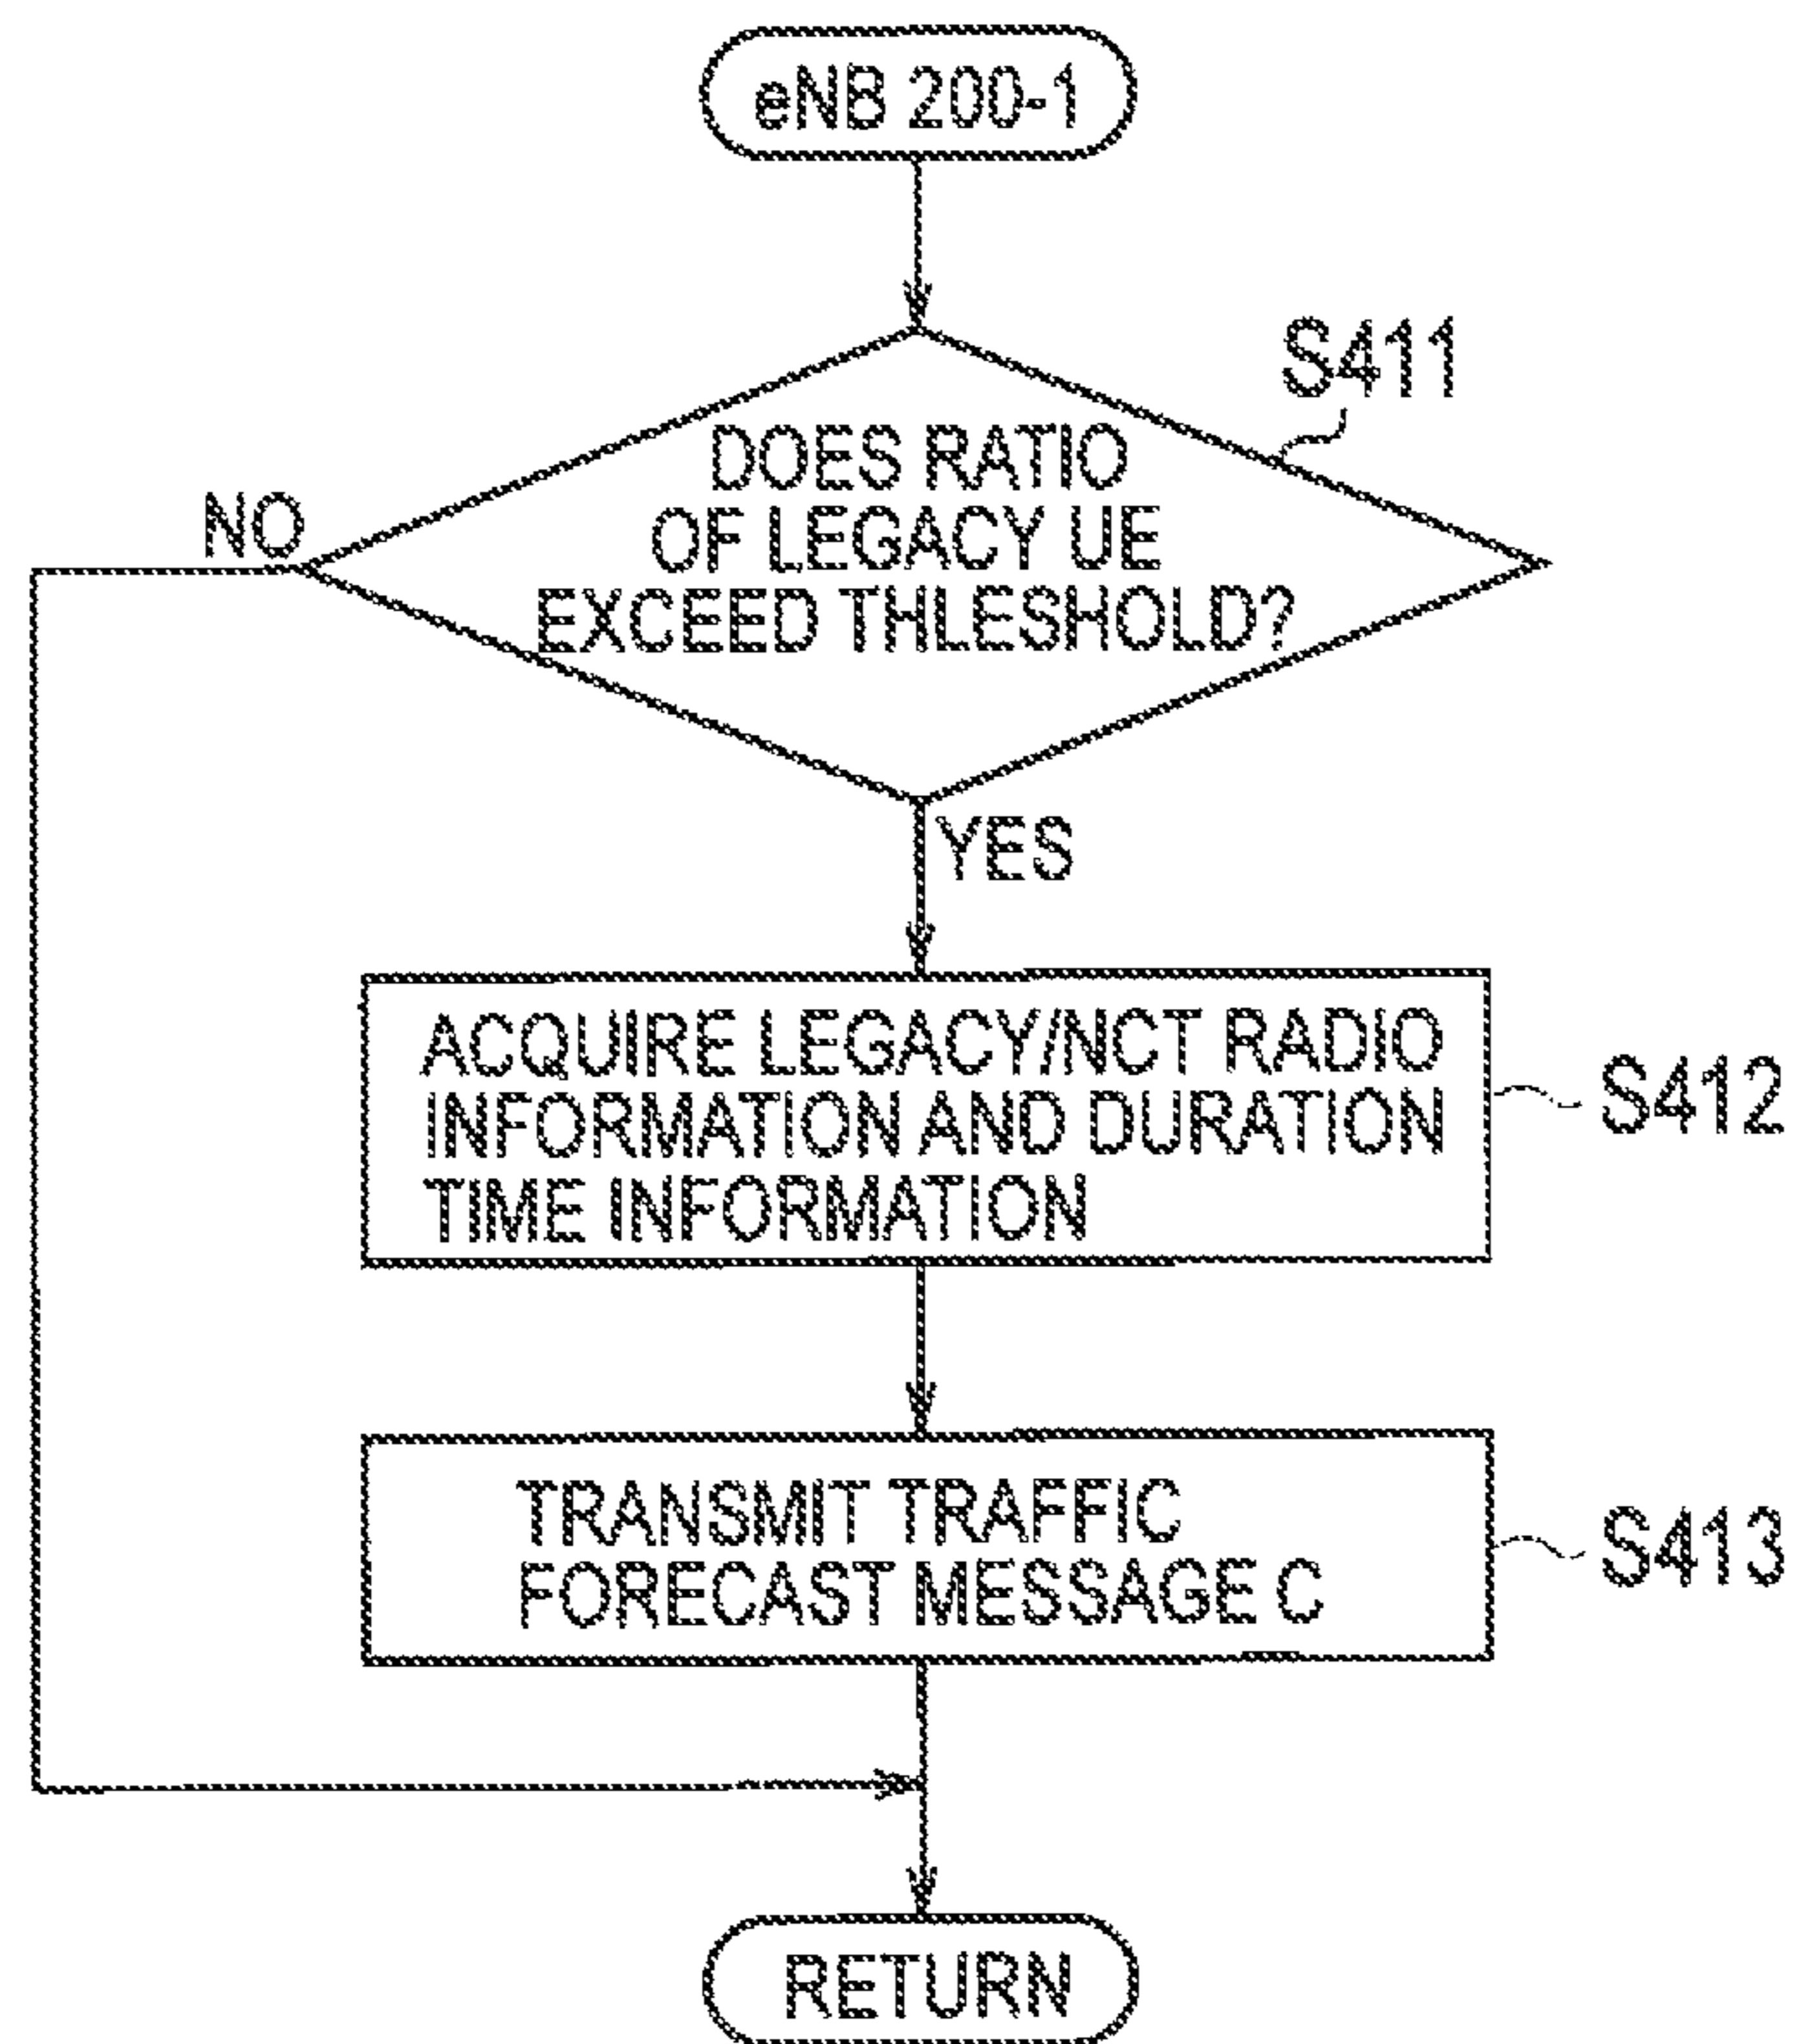 eNB 200-1
S411
DOES RATIO
OF LEGACY UE
EXCEED THLESHOLD?
NO
YES
ACQUIRE LEGACY/NCT RADIO
INFORMATION AND DURATION
TIME INFORMATION
S412
TRANSMIT TRAFFIC
FORECAST MESSAGE C
S413
RETURN